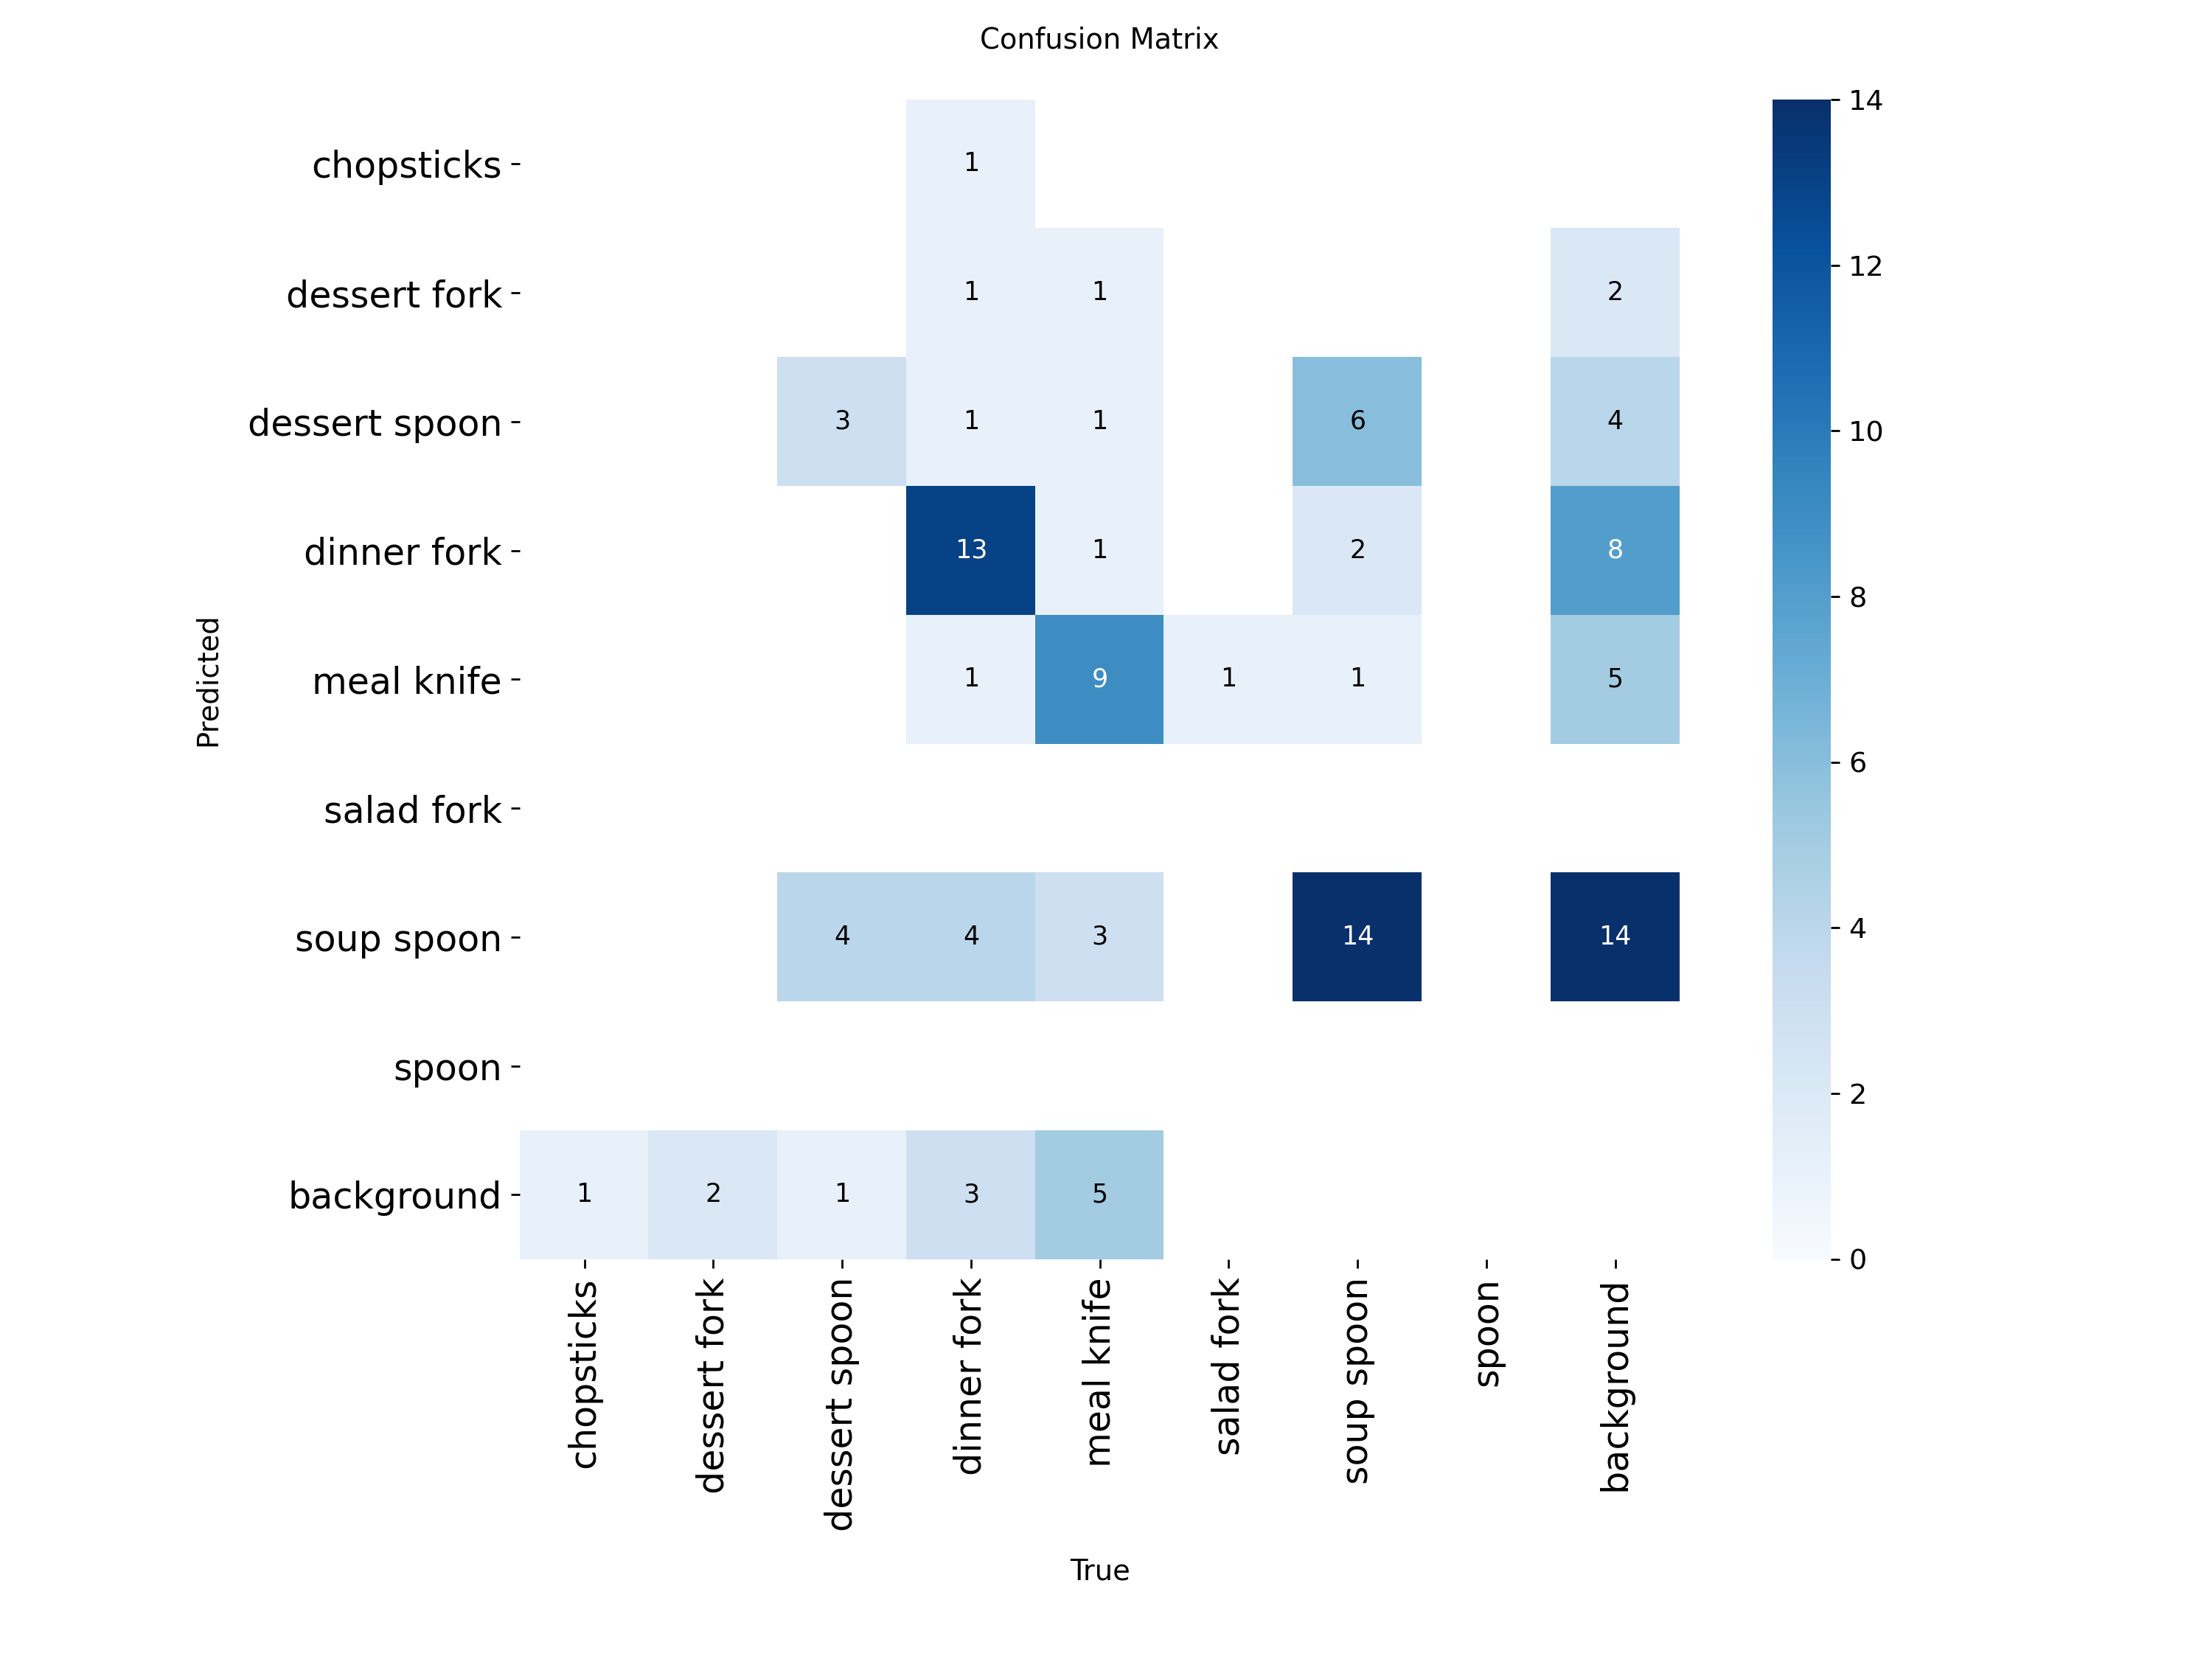 Confusion Matrix
chopsticks
1
dessert fork
1 1 2
dessert spoon
3 1 1 6 4
dinner fork
13 1 2 8
meal knife
1 9 1 1 5
salad fork
soup spoon
4 4 3 14 14
spoon
background
1 2 1 3 5
Predicted
chopsticks
dessert fork
dessert spoon
dinner fork
meal knife
salad fork
soup spoon
spoon
background
True
14
12
10
8
6
4
2
0